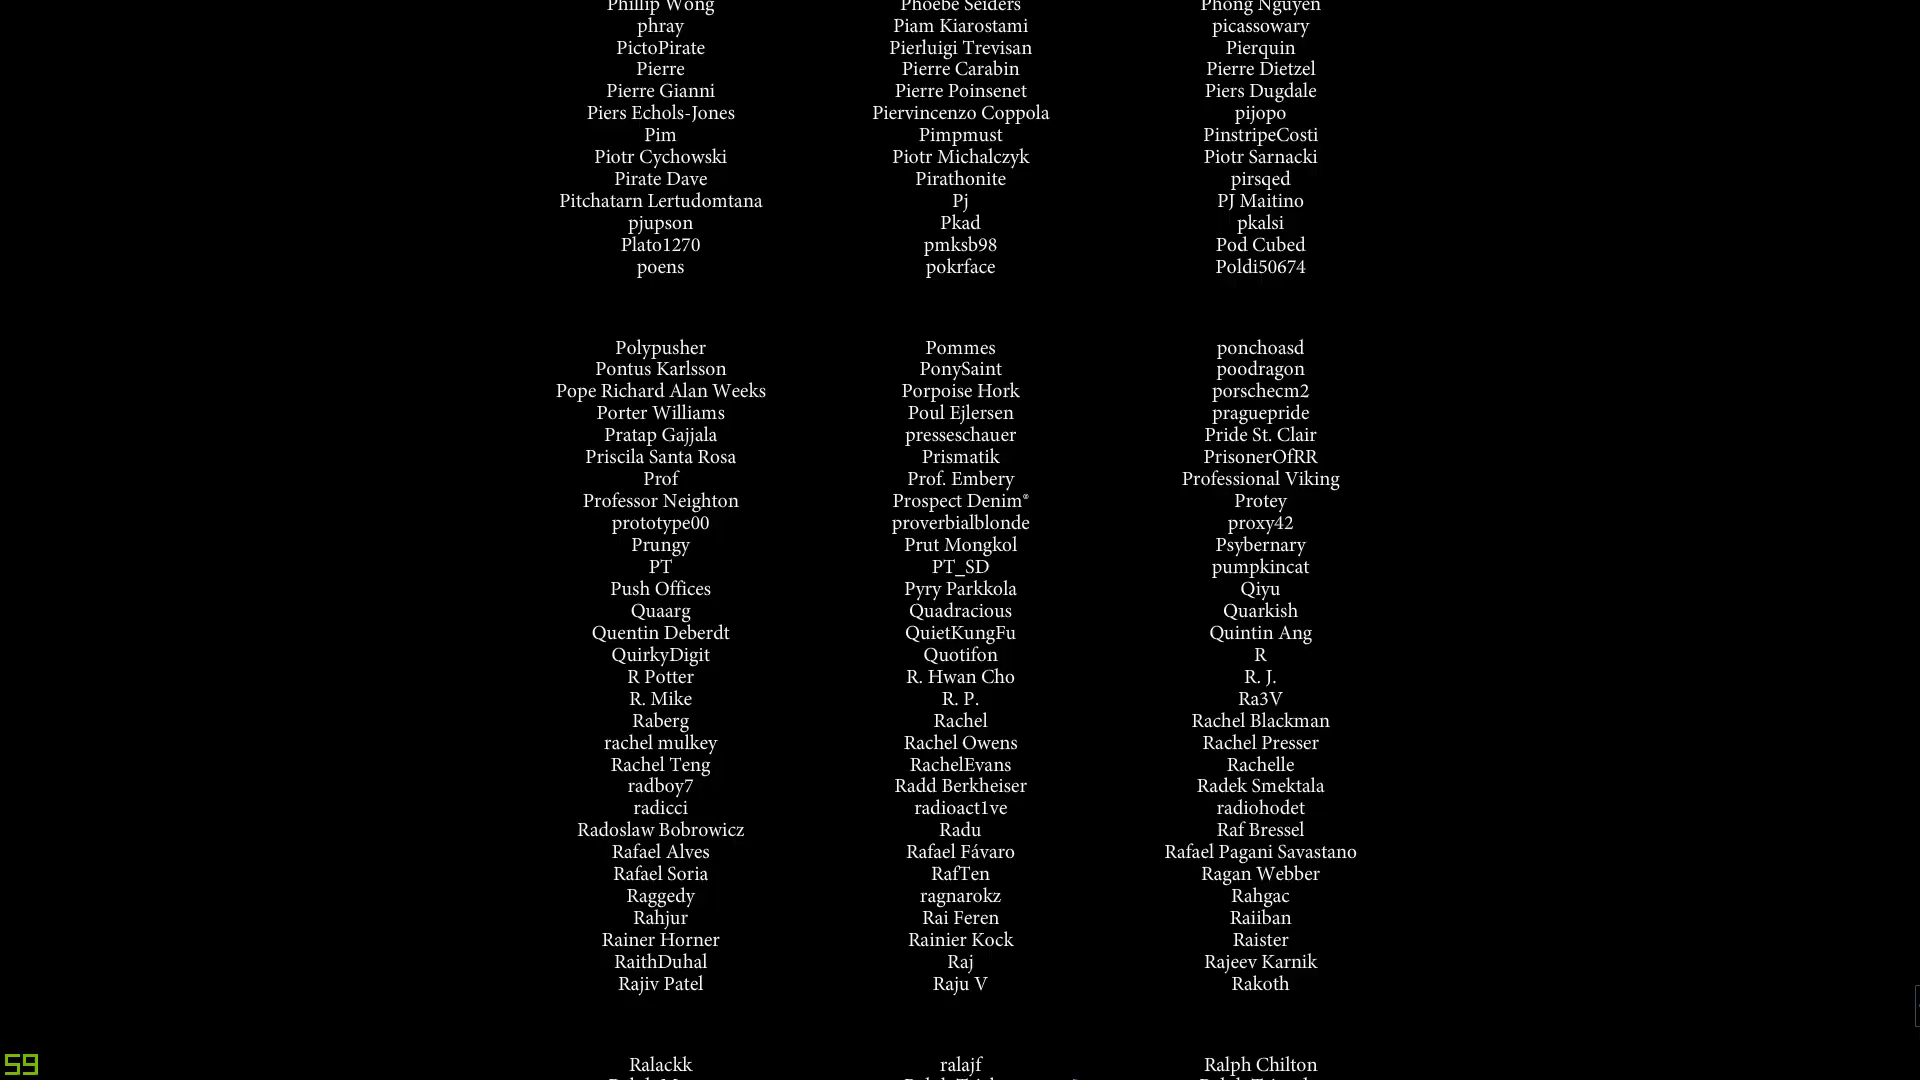 Phillip Wong Phoebe Seiders Phong Nguyen
phray Piam Kiarostami picassowary
PictoPirate Pierluigi Trevisan Pierquin
Pierre Pierre Carabin Pierre Dietzel
Pierre Gianni Pierre Poinsenet Piers Dugdale
Piers Echols-Jones Piervincenzo Coppola pijopo
Pim Pimpmust PinstripeCosti
Piotr Cychowski Piotr Michalczyk Piotr Sarnacki
Pirate Dave Pirathonite pirsqed
Pitchatarn Lertudomtana Pj PJ Maitino
pjupson Pkad pkalsi
Plato1270 pmksb98 Pod Cubed
poens pokrface Poldi50674
Polypusher Pommes ponchoasd
Pontus Karlsson PonySaint poodragon
Pope Richard Alan Weeks Porpoise Hork porschecm2
Porter Williams Poul Ejlersen praguepride
Pratap Gajjala presseschauer Pride St. Clair
Priscila Santa Rosa Prismatik PrisonerOfRR
Prof Prof. Embery Professional Viking
Professor Neighton Prospect Denim® Protey
prototype00 proverbialblonde proxy42
Prungy Prut Mongkol Psybernary
PT PT_SD pumpkincat
Push Offices Pyry Parkkola Qiyu
Quaarg Quadracious Quarkish
Quentin Deberdt QuietKungFu Quintin Ang
QuirkyDigit Quotifon R
R Potter R. Hwan Cho R. J.
R. Mike R. P. Ra3V
Raberg Rachel Rachel Blackman
rachel mulkey Rachel Owens Rachel Presser
Rachel Teng RachelEvans Rachelle
radboy7 Radd Berkheiser Radek Smektala
radicci radioact1ve radiohodet
Radoslaw Bobrowicz Radu Raf Bressel
Rafael Alves Rafael Fávaro Rafael Pagani Savastano
Rafael Soria RafTen Ragan Webber
Raggedy ragnarokz Rahgac
Rahjur Rai Feren Raiiban
Rainer Horner Rainier Kock Raister
RaithDuhal Raj Rajeev Karnik
Rajiv Patel Raju V Rakoth
Ralackk ralajf Ralph Chilton
59